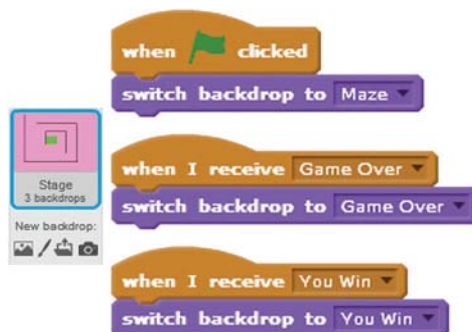 when clicked
switch backdrop to Maze
Stage
3 backdrops
New backdrop:
when I receive Game Over
switch backdrop to Game Over
when I receive You Win
switch backdrop to You Win